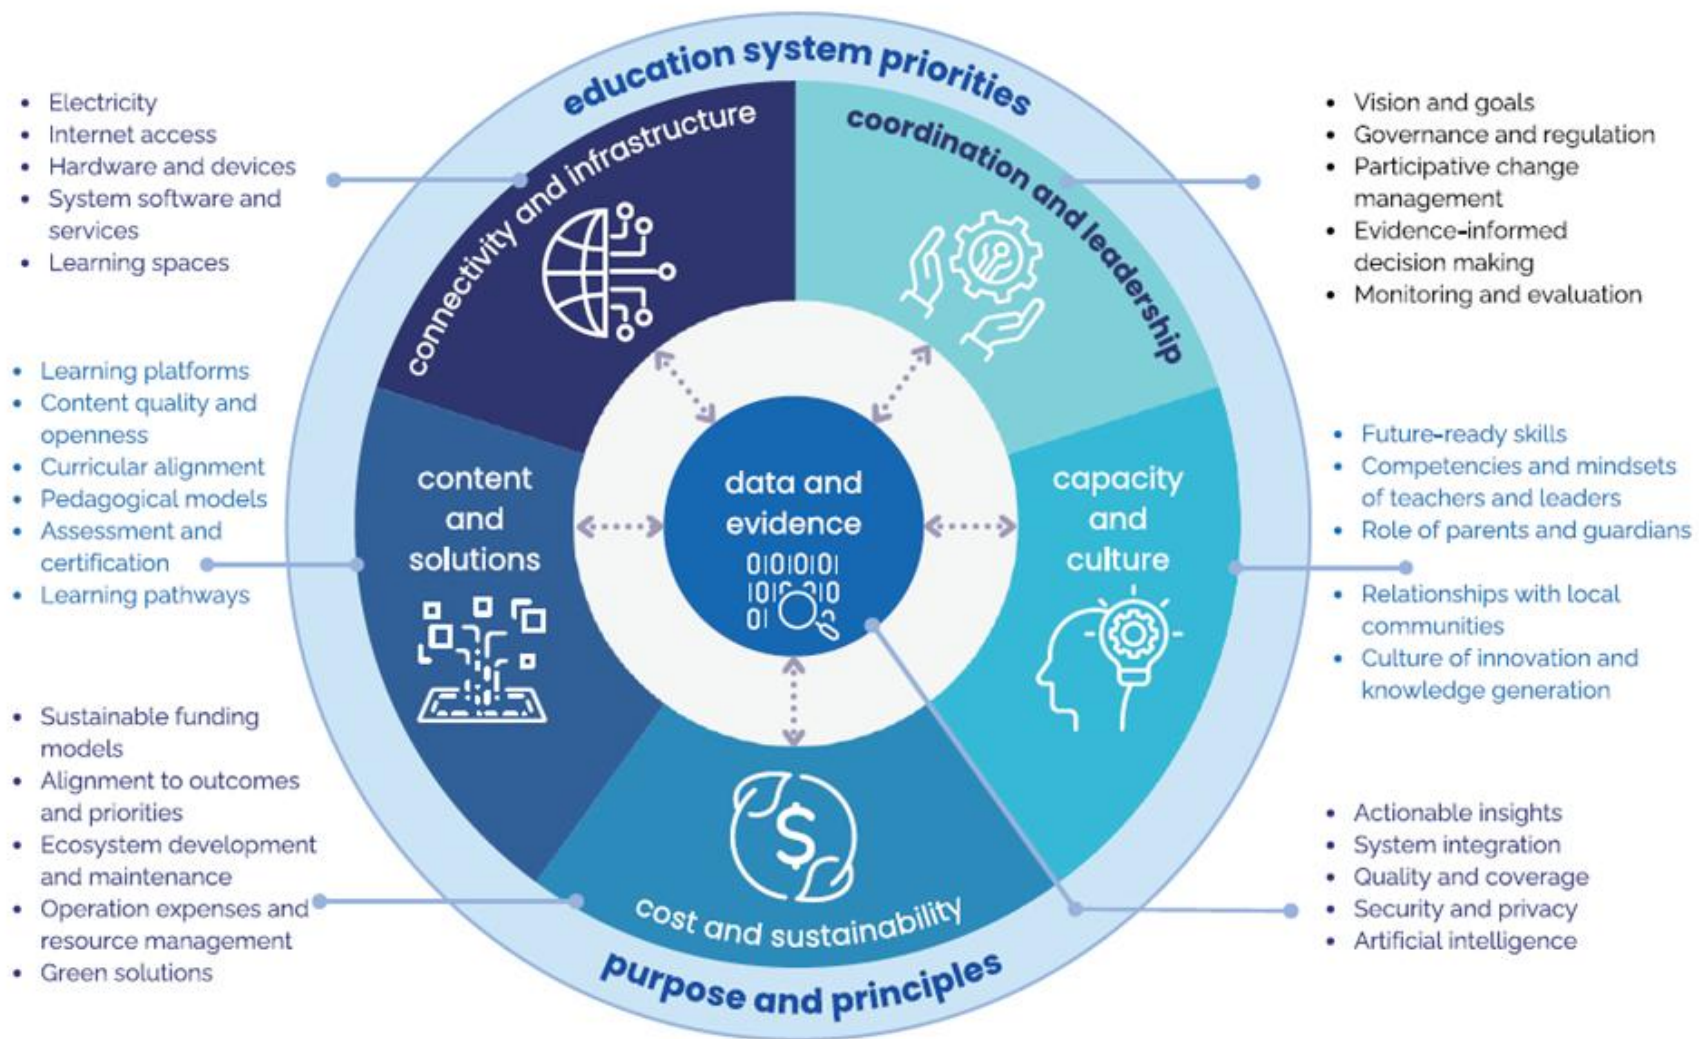 education system priorities
connectivity and infrastructure
coordination and leadership
content
and
solutions
data and
evidence
0101010I
1010 010
01
capacity
and
culture
$
cost and sustainability
purpose and principles
• Electricity
• Internet access
• Hardware and devices
• System software and
services
• Learning spaces
• Learning platforms
• Content quality and
openness
• Curricular alignment
• Pedagogical models
• Assessment and
certification
• Learning pathways
• Sustainable funding
models
• Alignment to outcomes
and priorities
• Ecosystem development
and maintenance
• Operation expenses and
resource management
• Green solutions
• Vision and goals
• Governance and regulation
• Participative change
management
• Evidence-informed
decision making
• Monitoring and evaluation
• Future-ready skills
• Competencies and mindsets
of teachers and leaders
• Role of parents and guardians
• Relationships with local
communities
• Culture of innovation and
knowledge generation
• Actionable insights
• System integration
• Quality and coverage
• Security and privacy
• Artificial intelligence